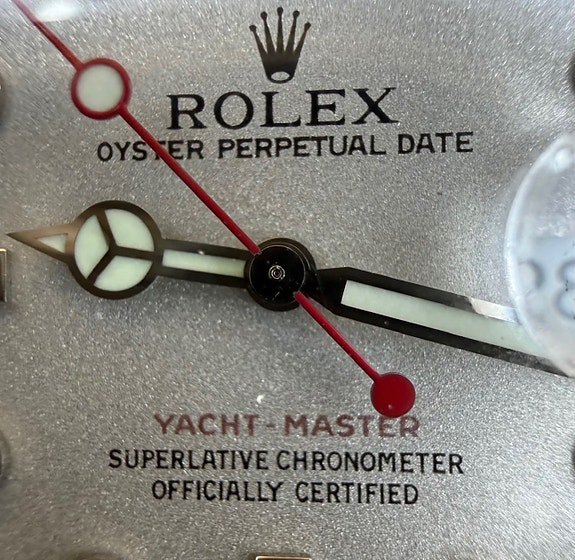 ROLEX
OYSTER PERPETUAL DATE
YACHT-MASTER
SUPERLATIVE CHRONOMETER
OFFICIALLY CERTIFIED